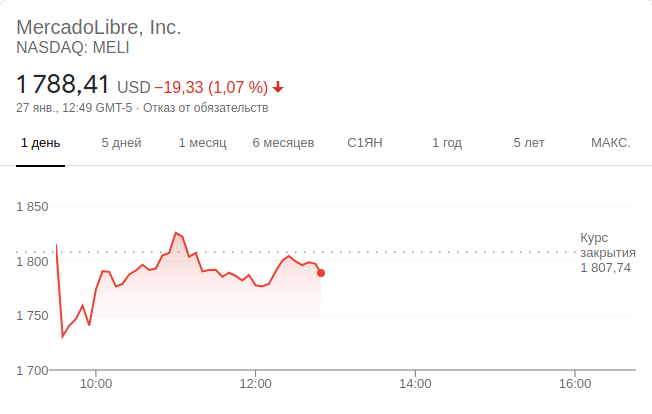 MercadoLibre, Inc.
NASDAQ: MELI
1 788,41 USD −19,33 (1,07 %)
27 янв., 12:49 GMT-5 · Отказ от обязательств
1 день 5 дней 1 месяц 6 месяцев С1ЯН 1 год 5 лет МАКС.
1 850
Курс
закрытия
1 807,74
1 800
1 750
1 700
10:00 12:00 14:00 16:00